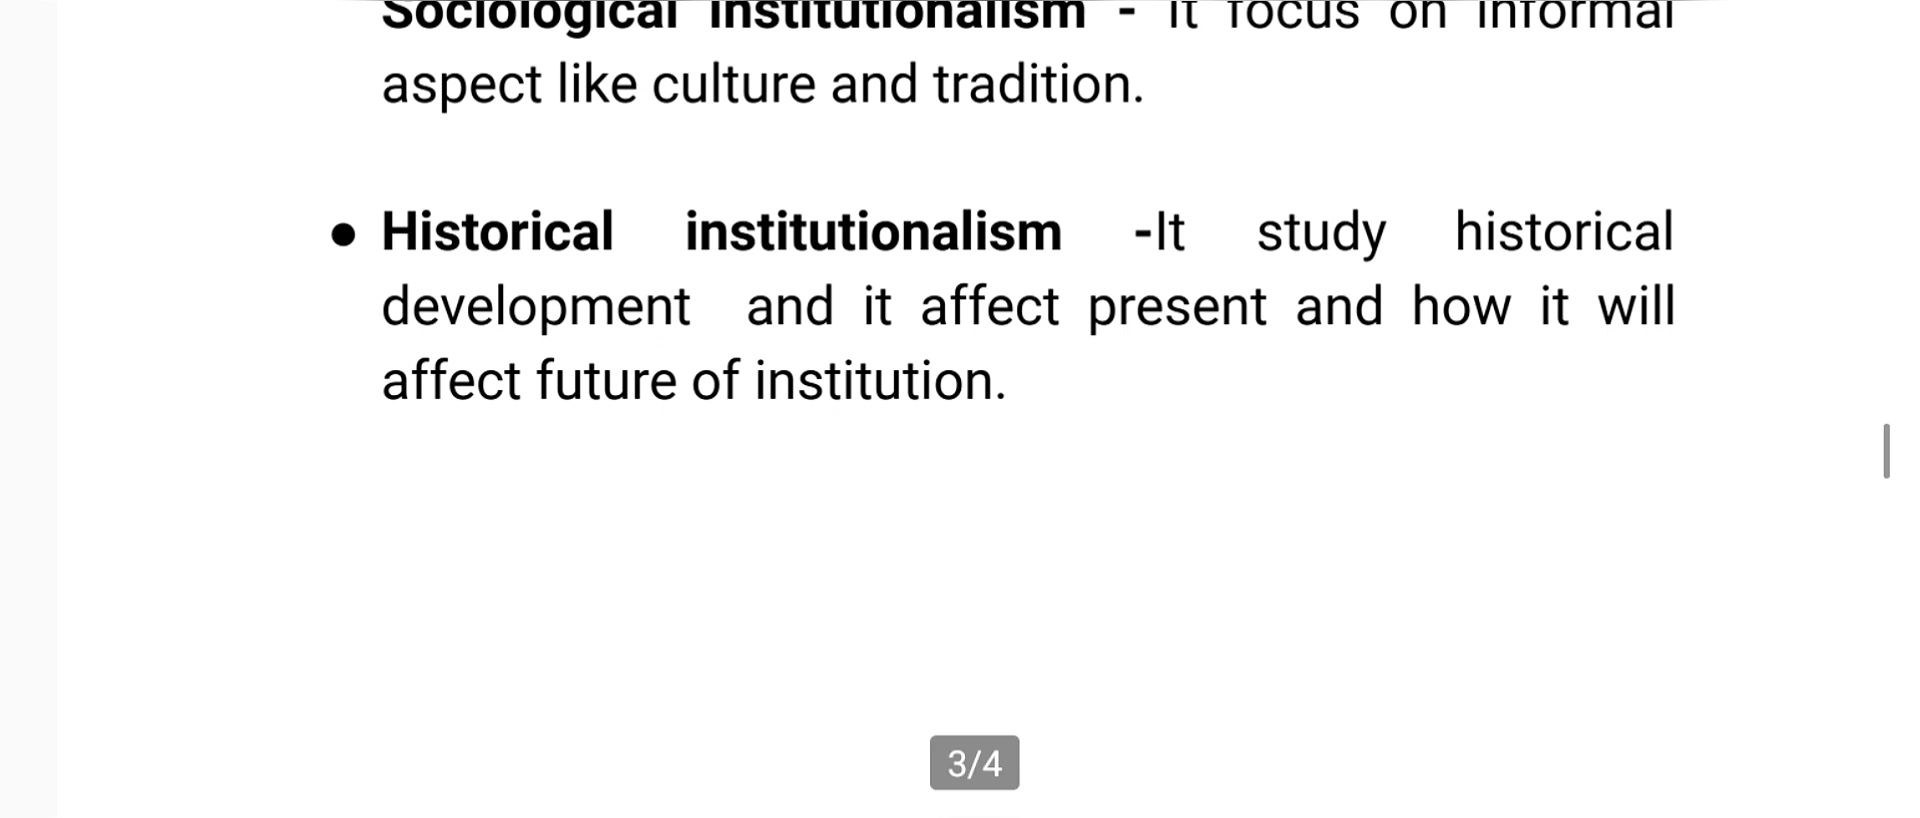 Sociological institutionalism - It focus on informal
aspect like culture and tradition.
● Historical institutionalism -It study historical
development and it affect present and how it will
affect future of institution.
3/4